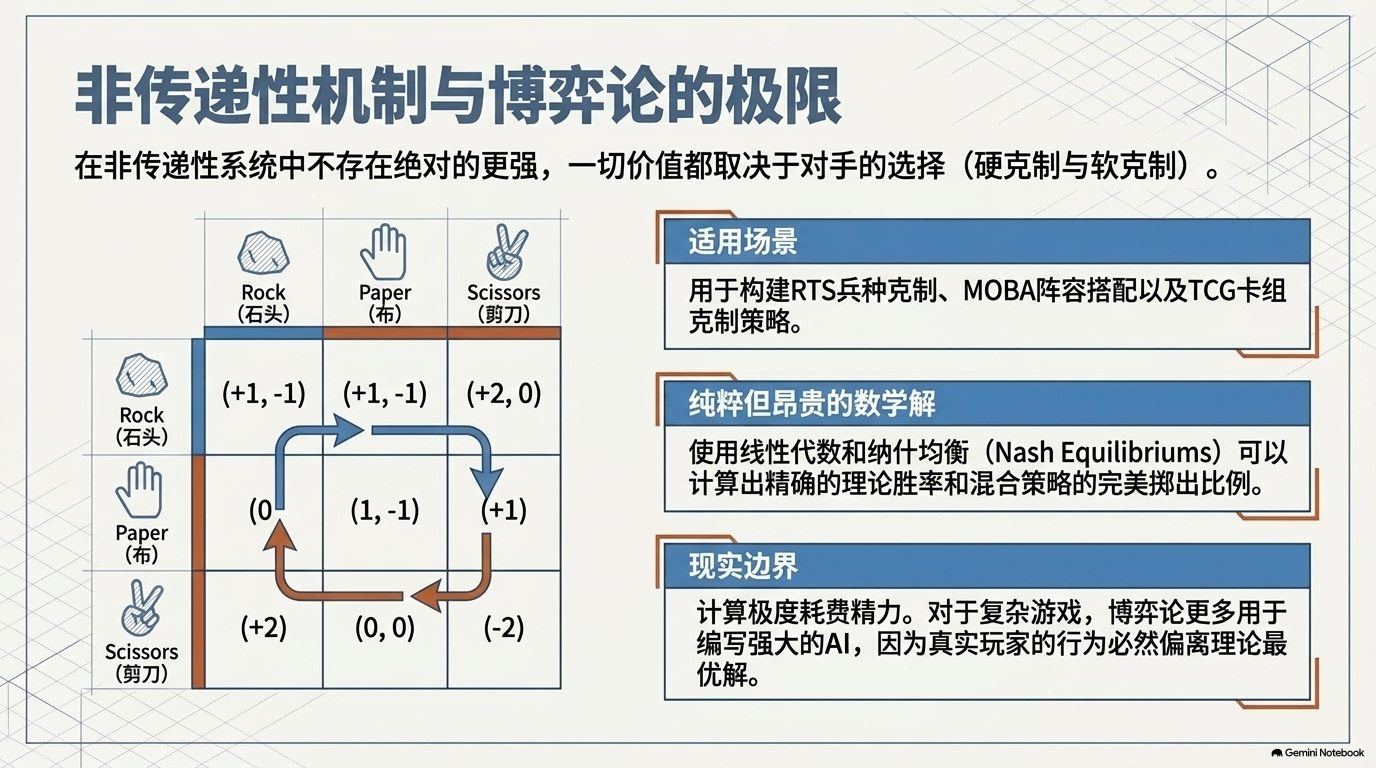 非传递性机制与博弈论的极限
在非传递性系统中不存在绝对的更强，一切价值都取决于对手的选择（硬克制与软克制）。
Rock
（石头）
Paper
（布）
Scissors
（剪刀）
Rock
（石头）
(+1, -1)
(+1, -1)
(+2, 0)
Paper
（布）
(0
(1, -1)
(+1)
Scissors
（剪刀）
(+2)
(0, 0)
(-2)
适用场景
用于构建RTS兵种克制、MOBA阵容搭配以及TCG卡组
克制策略。
纯粹但昂贵的数学解
使用线性代数和纳什均衡（Nash Equilibriums）可以
计算出精确的理论胜率和混合策略的完美掷出比例。
现实边界
计算极度耗费精力。对于复杂游戏，博弈论更多用于
编写强大的AI，因为真实玩家的行为必然偏离理论最
优解。
Gemini Notebook